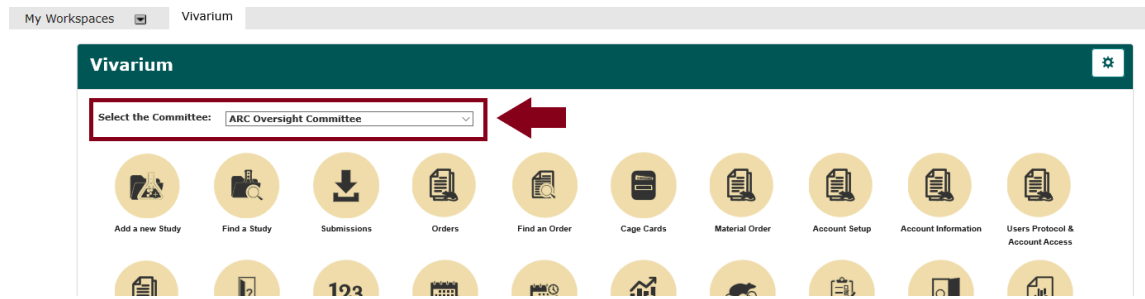 My Workspaces
Vivarium
Vivarium
Select the Committee: ARC Oversight Committee
Add a new Study
Find a Study
Submissions
Orders
Find an Order
Cage Cards
Material Order
Account Setup
Account Information
Users Protocol &
Account Access
?
123